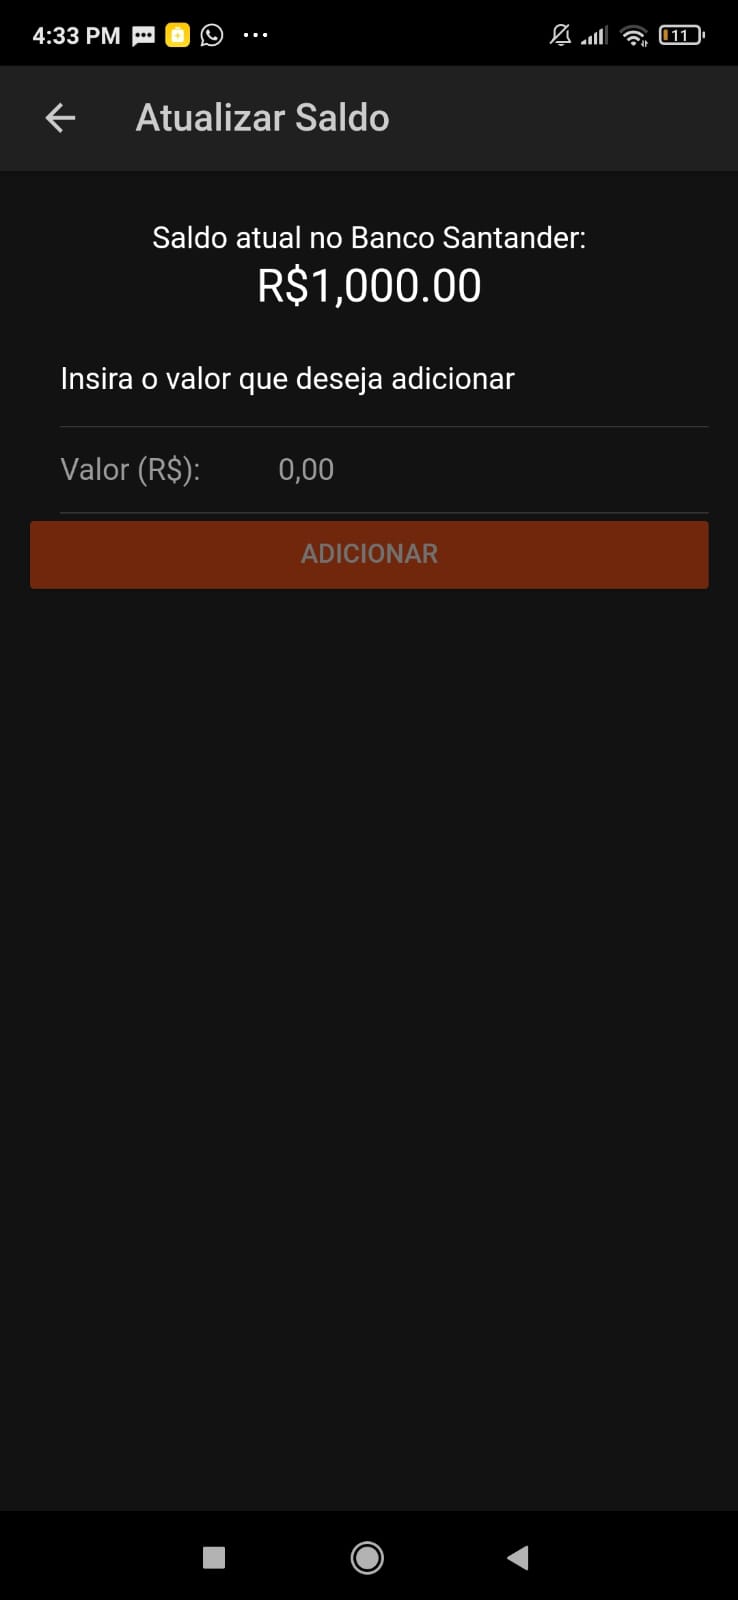 4:33 PM
11
Atualizar Saldo
Saldo atual no Banco Santander:
R$1,000.00
Insira o valor que deseja adicionar
Valor (R$): 0,00
ADICIONAR